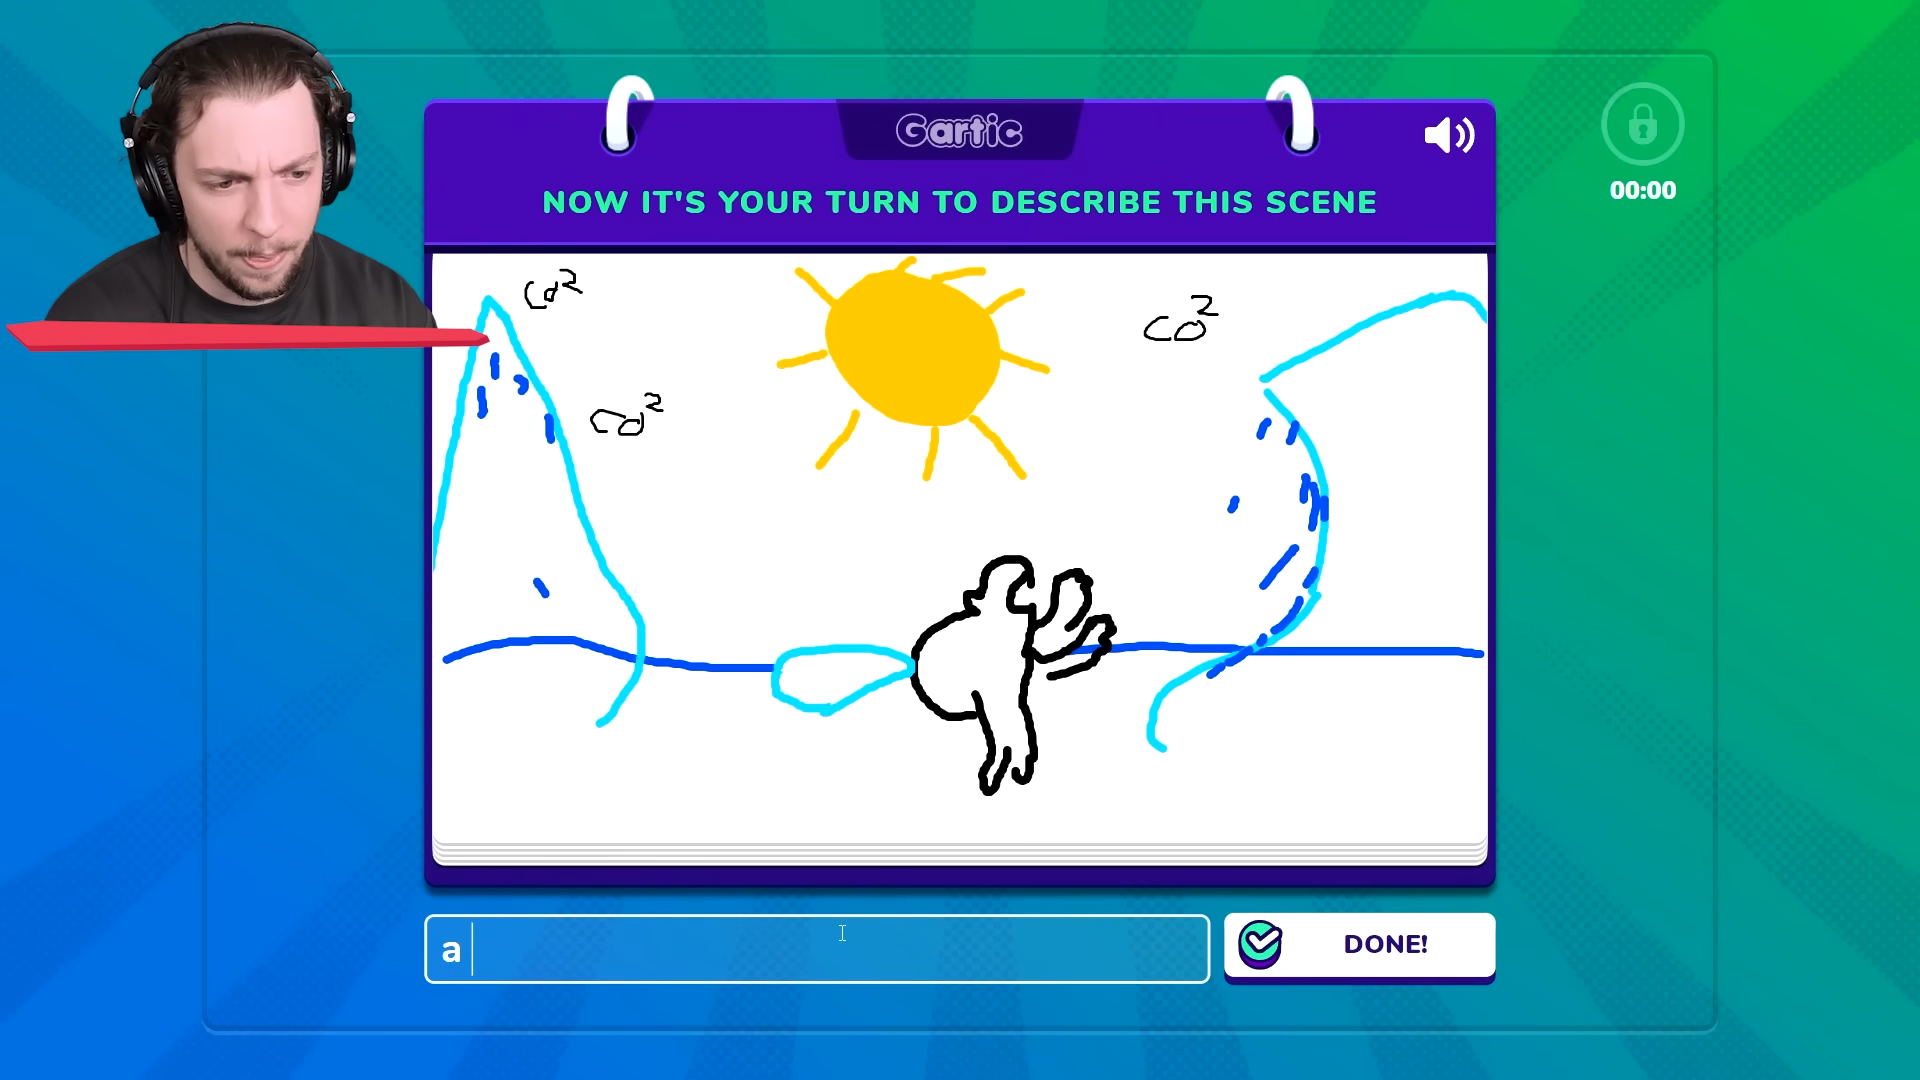 Gartic
NOW IT'S YOUR TURN TO DESCRIBE THIS SCENE
00:00
Co²
Co²
Co²
a
DONE!